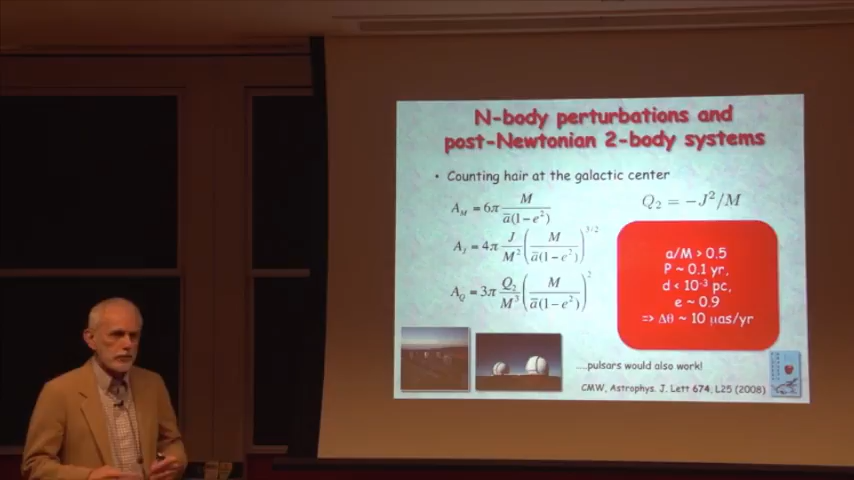 N-body perturbations and
post-Newtonian 2-body systems
• Counting hair at the galactic center
A_M = 6π M / ā(1−e²)
Q₂ = −J²/M
A_J = 4π J/M² (M / ā(1−e²))^3/2
A_Q = 3π Q₂/M³ (M / ā(1−e²))²
a/M > 0.5
P ~ 0.1 yr,
d < 10⁻³ pc,
e ~ 0.9
⇒ Δθ ~ 10 μas/yr
....pulsars would also work!
CMW, Astrophys. J. Lett 674, L25 (2008)